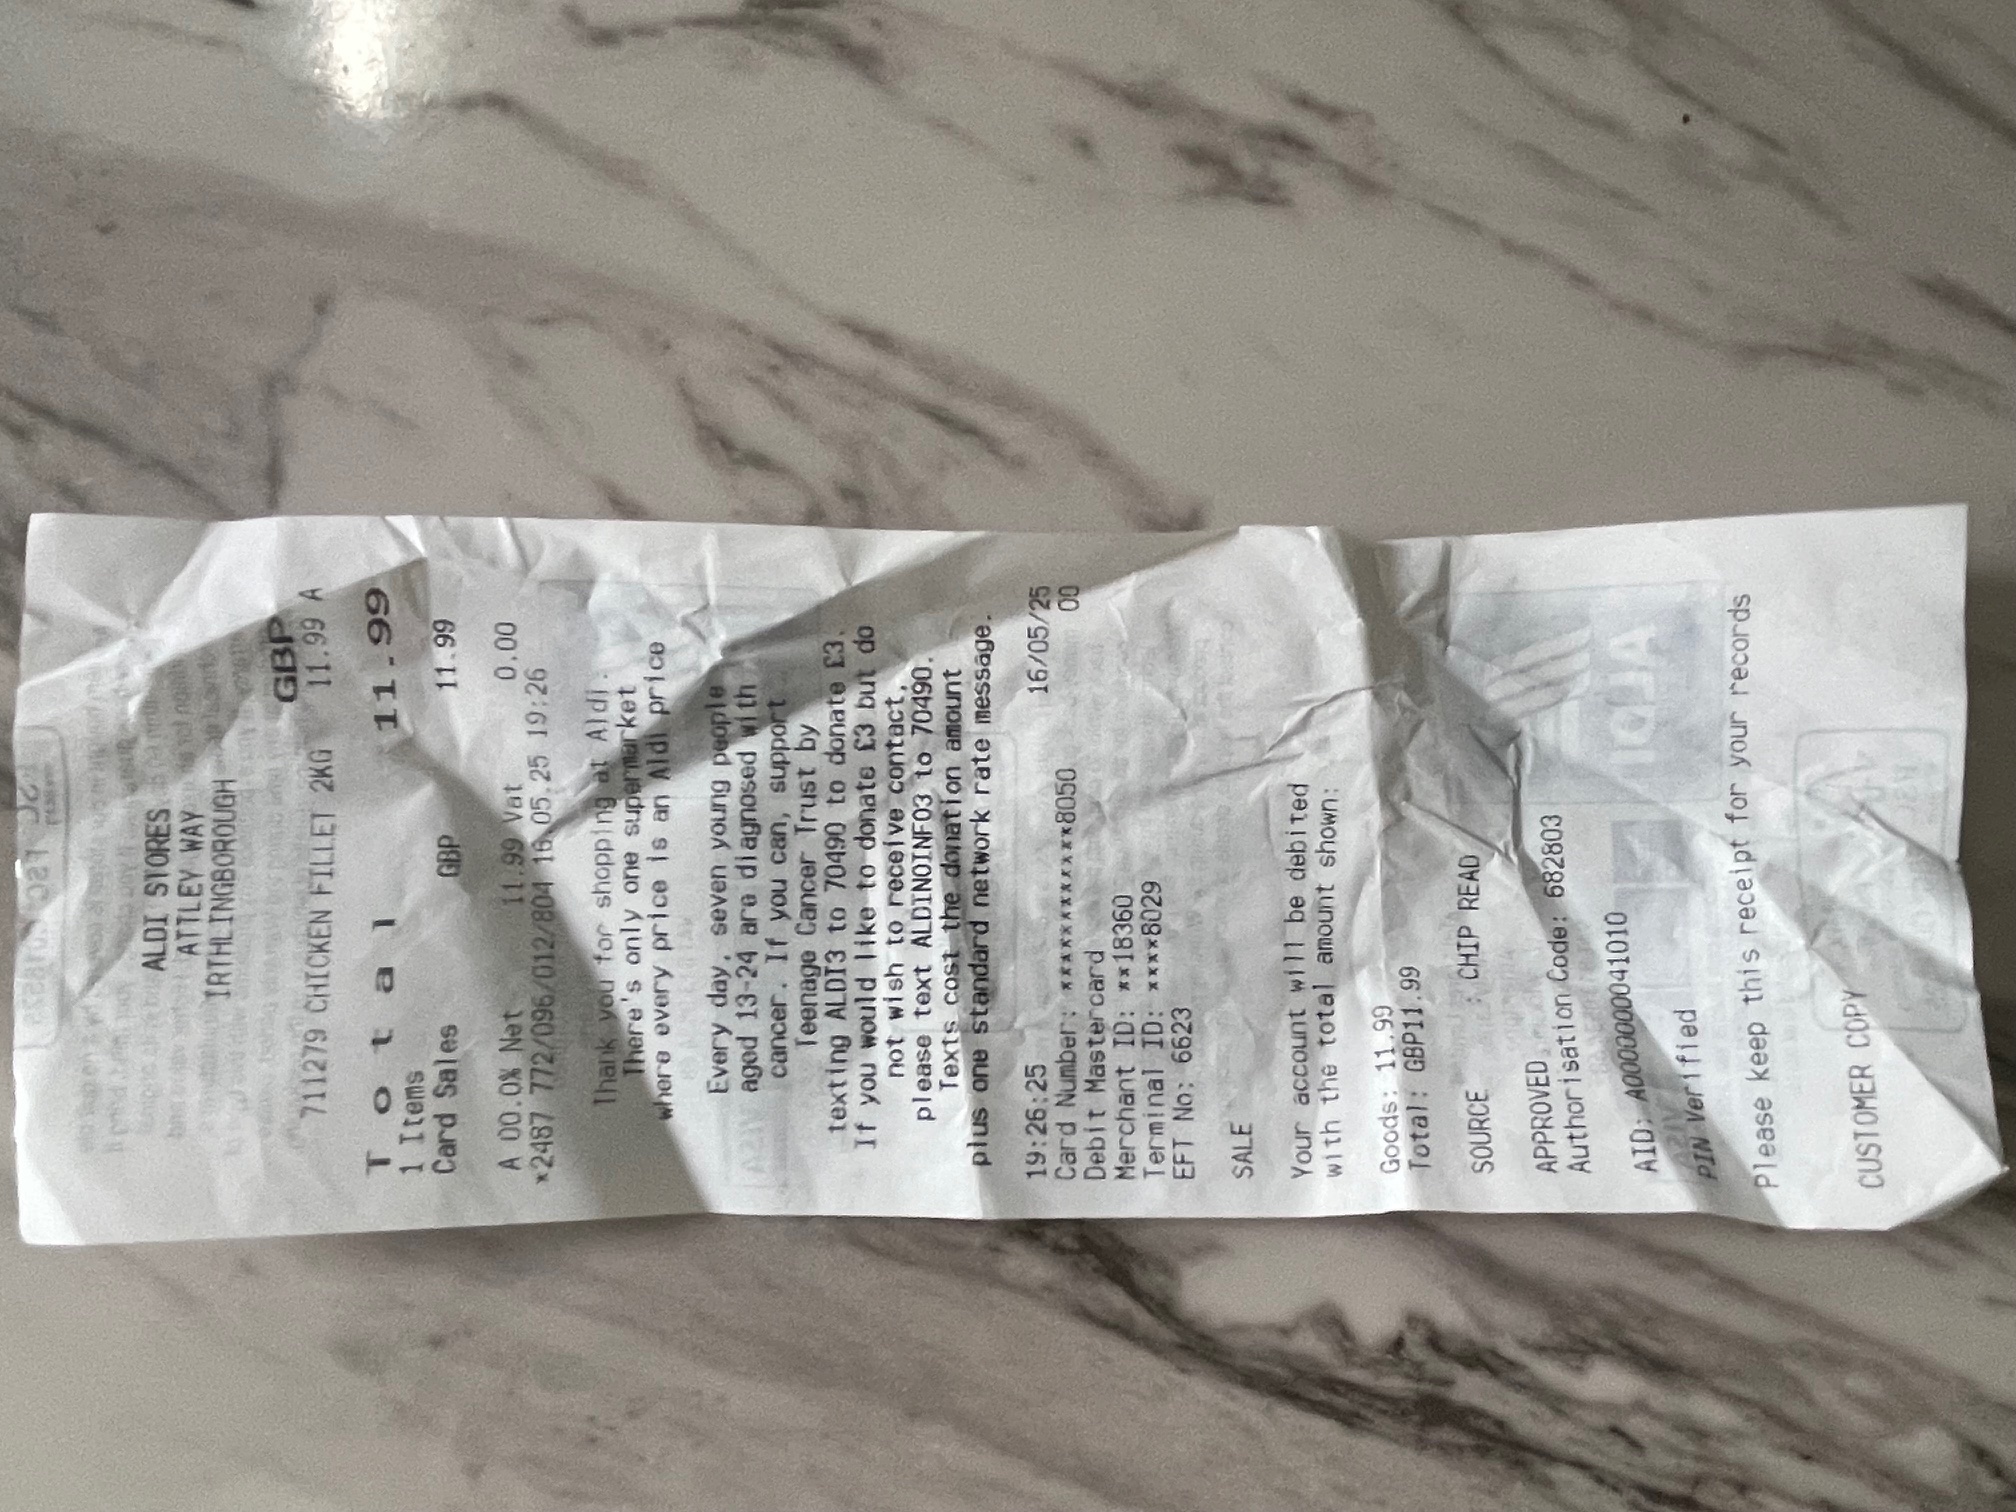 ALDI STORES
ATTLEY WAY
IRTHLINGBOROUGH
GBP
711279 CHICKEN FILLET 2KG 11.99 A
Total 11.99
1 Items
Card Sales GBP 11.99
A 00.0% Net 11.99 Vat 0.00
*2487 772/096/012/804 16.05.25 19:26
Thank you for shopping at Aldi.
There's only one supermarket
where every price is an Aldi price
Every day, seven young people
aged 13-24 are diagnosed with
cancer. If you can, support
Teenage Cancer Trust by
texting ALDI3 to 70490 to donate £3.
If you would like to donate £3 but do
not wish to receive contact,
please text ALDINOINFO3 to 70490.
Texts cost the donation amount
plus one standard network rate message.
19:26:25 16/05/25
Card Number: ************8050 00
Debit Mastercard
Merchant ID: **18360
Terminal ID: ****8029
EFT No: 6623
SALE
Your account will be debited
with the total amount shown:
Goods: 11.99
Total: GBP11.99
SOURCE : CHIP READ
APPROVED
Authorisation Code: 682803
AID: A0000000041010
PIN Verified
Please keep this receipt for your records
CUSTOMER COPY
ALDI
VISA